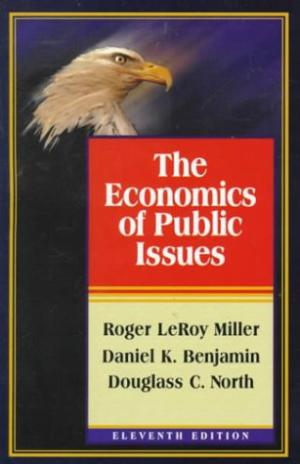 The
Economics
of Public
Issues
Roger LeRoy Miller
Daniel K. Benjamin
Douglass C. North
ELEVENTH EDITION